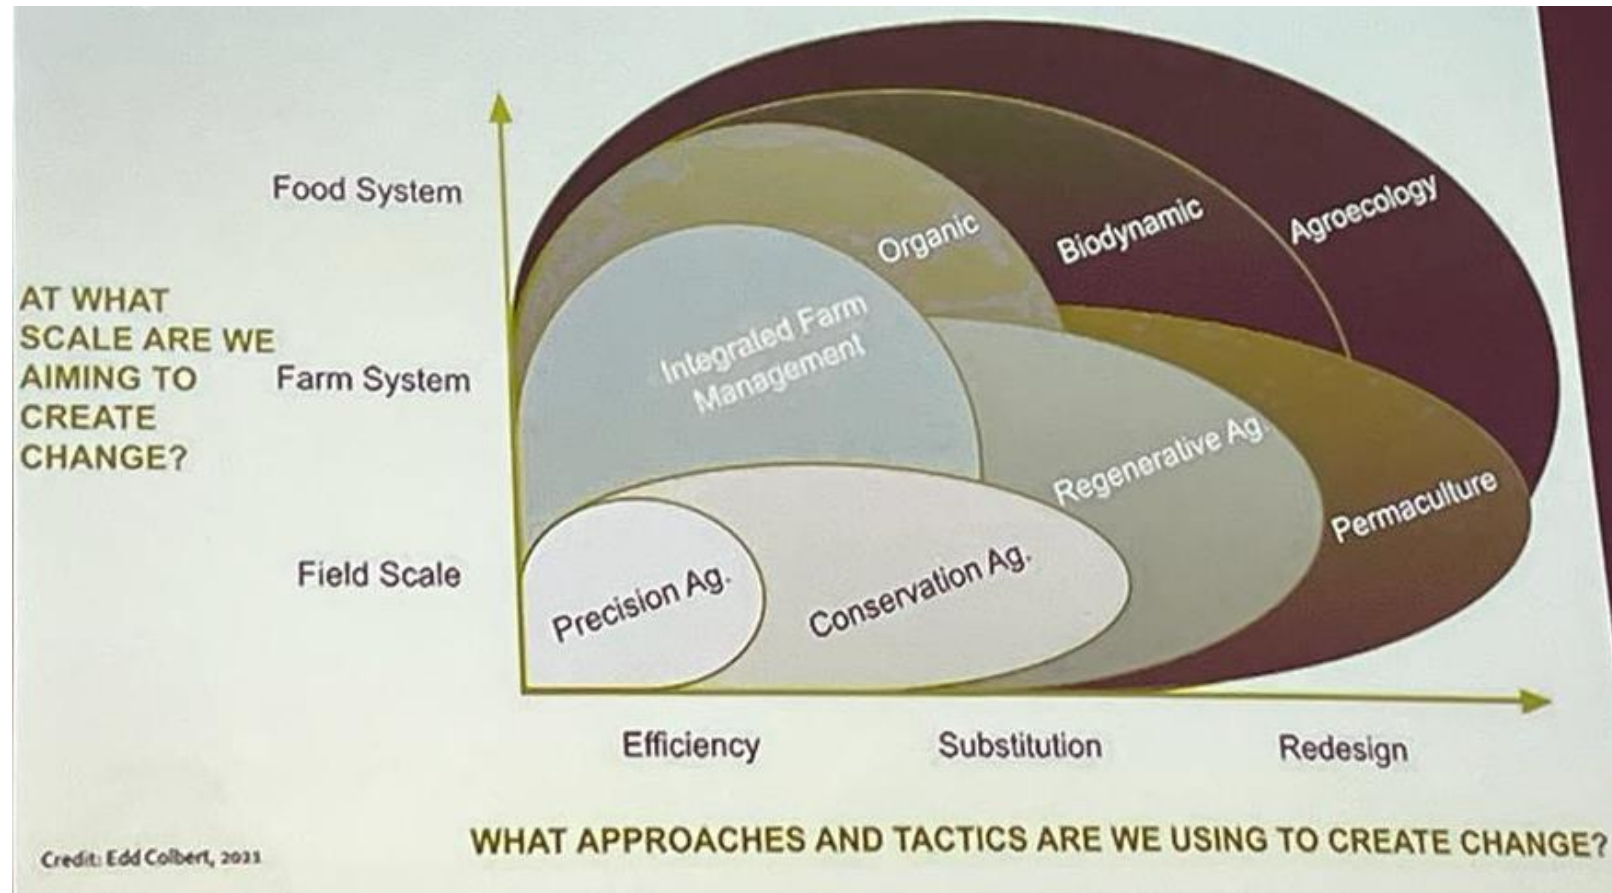 Food System
AT WHAT
SCALE ARE WE
AIMING TO
CREATE
CHANGE?
Farm System
Field Scale
Organic
Biodynamic
Agroecology
Integrated Farm
Management
Regenerative Ag.
Permaculture
Precision Ag.
Conservation Ag.
Efficiency
Substitution
Redesign
WHAT APPROACHES AND TACTICS ARE WE USING TO CREATE CHANGE?
Credit: Edd Colbert,